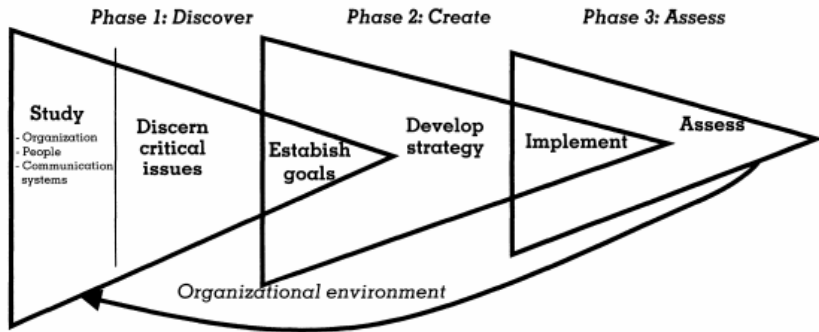 Phase 1: Discover
Phase 2: Create
Phase 3: Assess
Study
- Organization
- People
- Communication
systems
Discern
critical
issues
Estabish
goals
Develop
strategy
Implement
Assess
Organizational environment